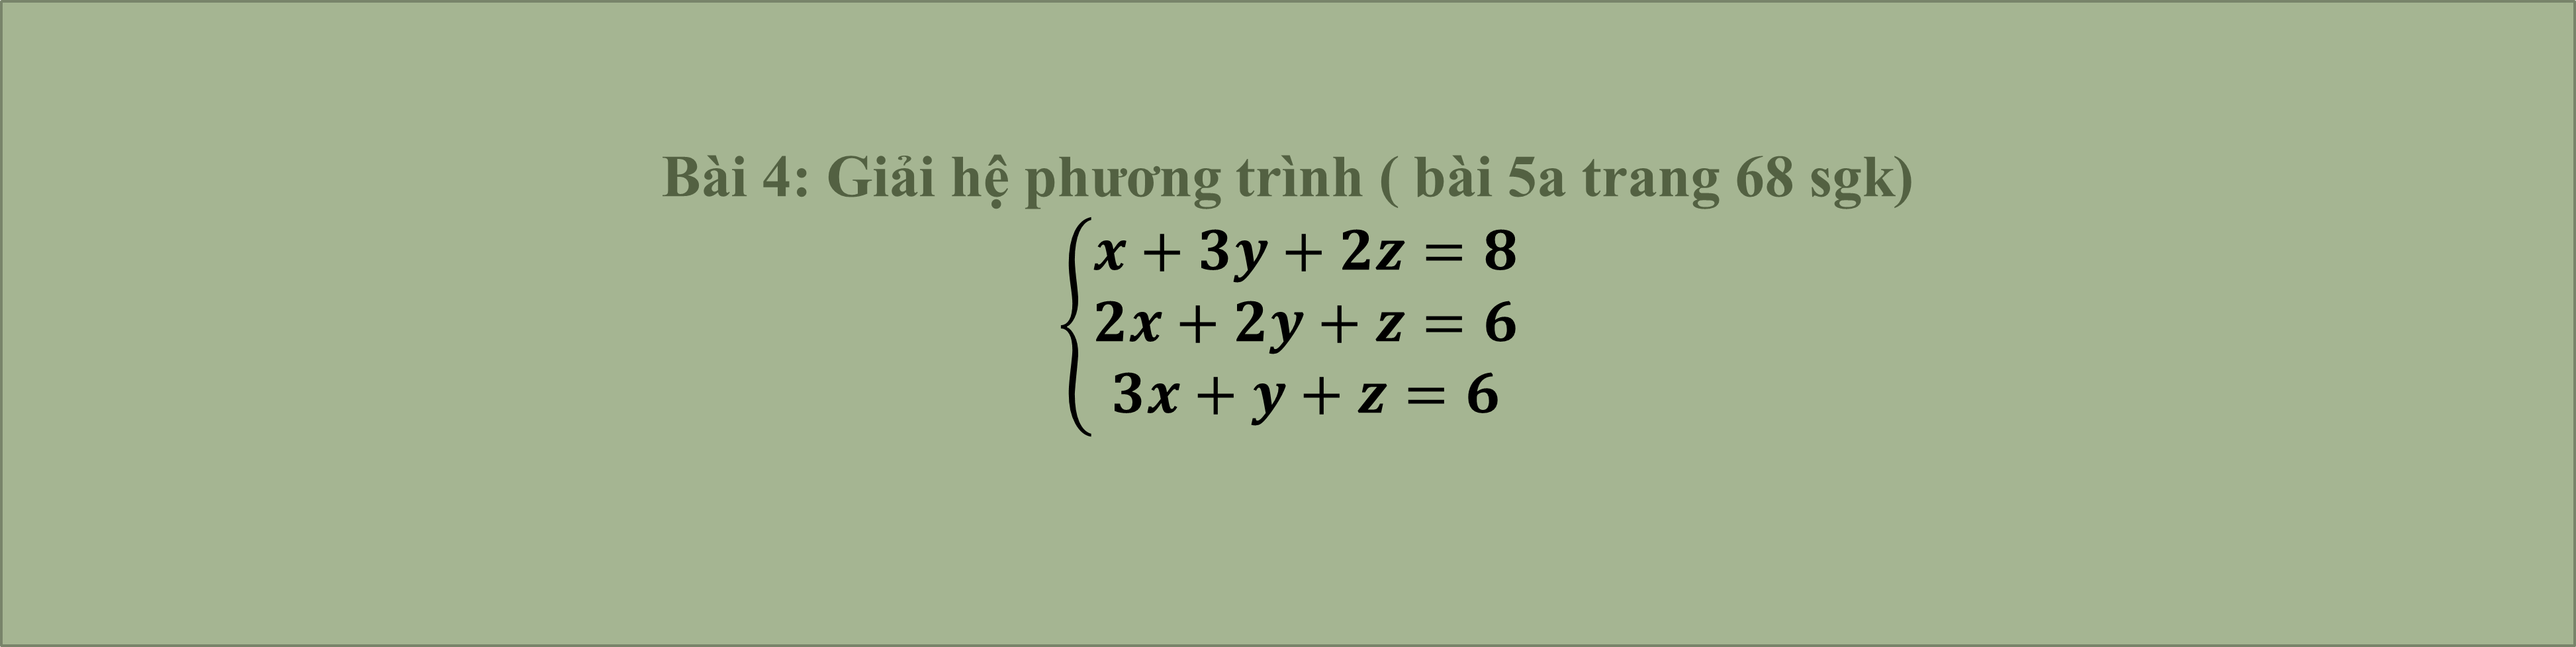 Bài 4: Giải hệ phương trình ( bài 5a trang 68 sgk)
x + 3y + 2z = 8
2x + 2y + z = 6
3x + y + z = 6